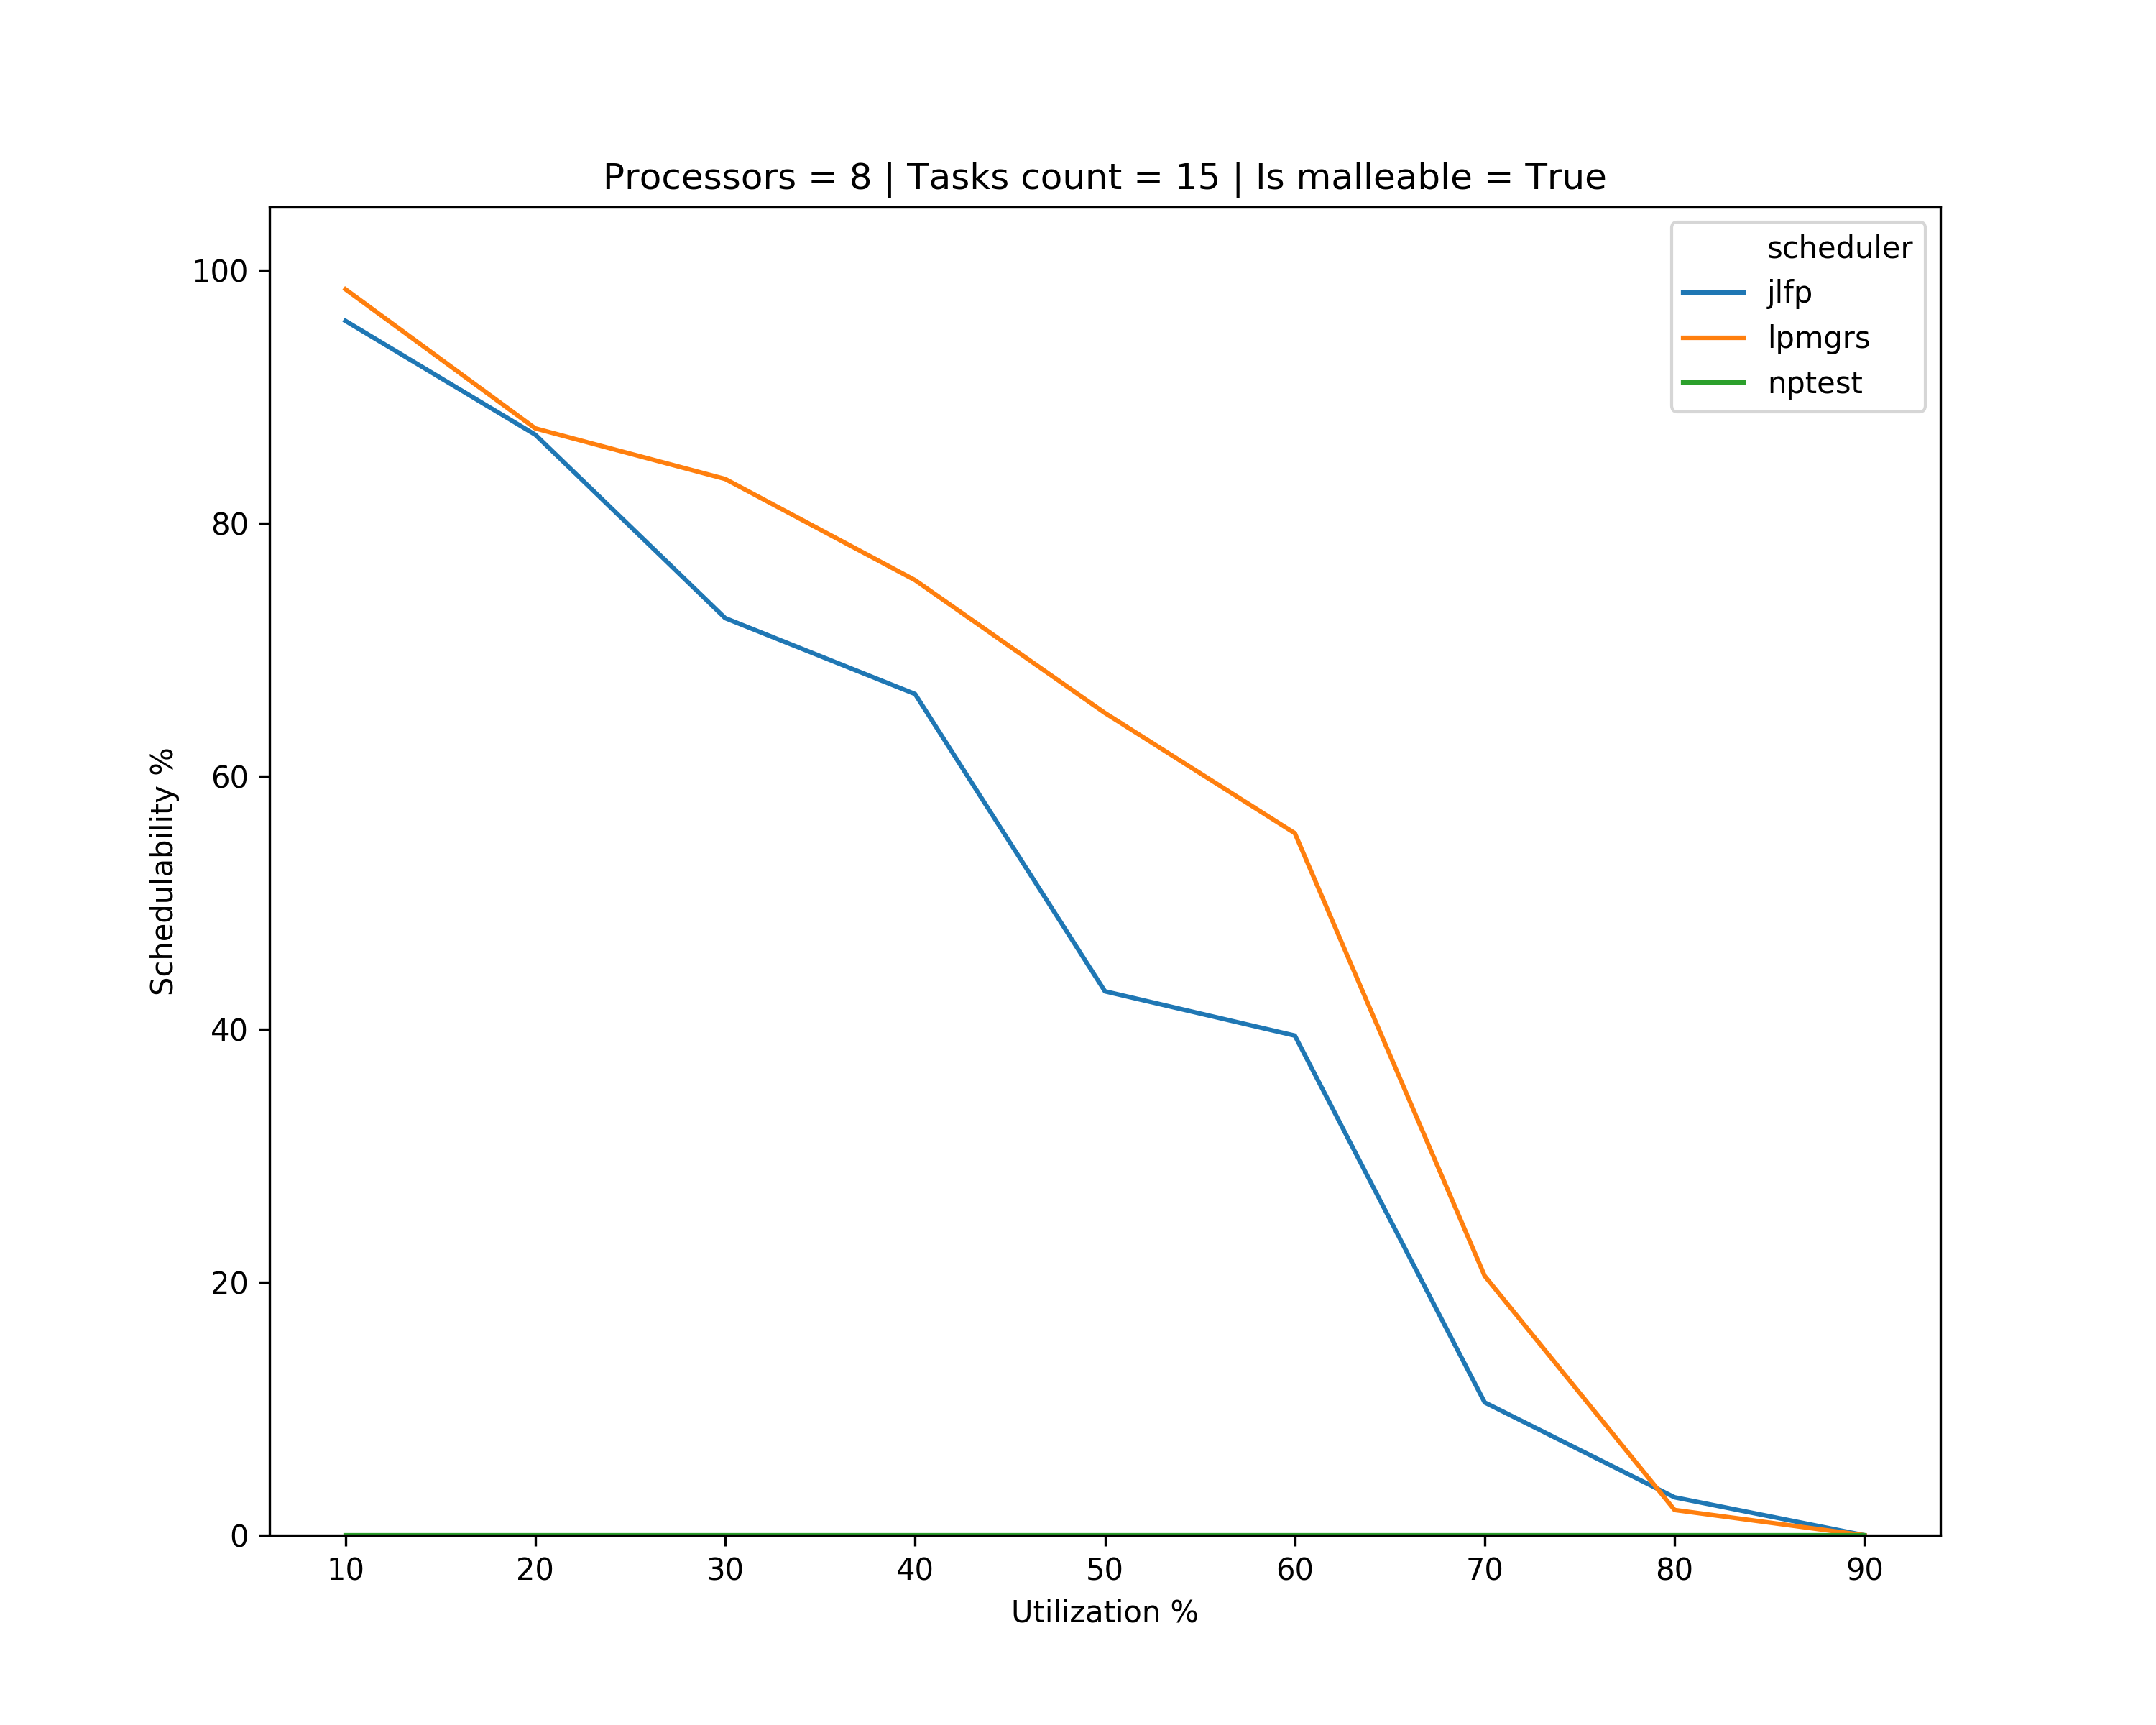 Processors = 8 | Tasks count = 15 | Is malleable = True
scheduler
jlfp
lpmgrs
nptest
Schedulability %
100
80
60
40
20
0
10 20 30 40 50 60 70 80 90
Utilization %